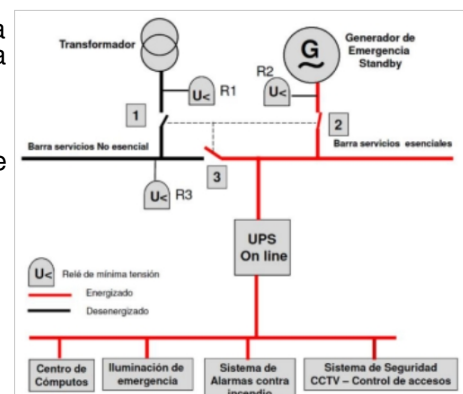 a
a
e
Transformador
Generador de
Emergencia
Standby
G
~
R2
U<
R1
U<
1
2
Barra servicios No esencial
Barra servicios esenciales
3
U<
R3
UPS
On line
U<
Relé de mínima tensión
Energizado
Desenergizado
Centro de
Cómputos
Iluminación de
emergencia
Sistema de
Alarmas contra
incendio
Sistema de Seguridad
CCTV – Control de accesos